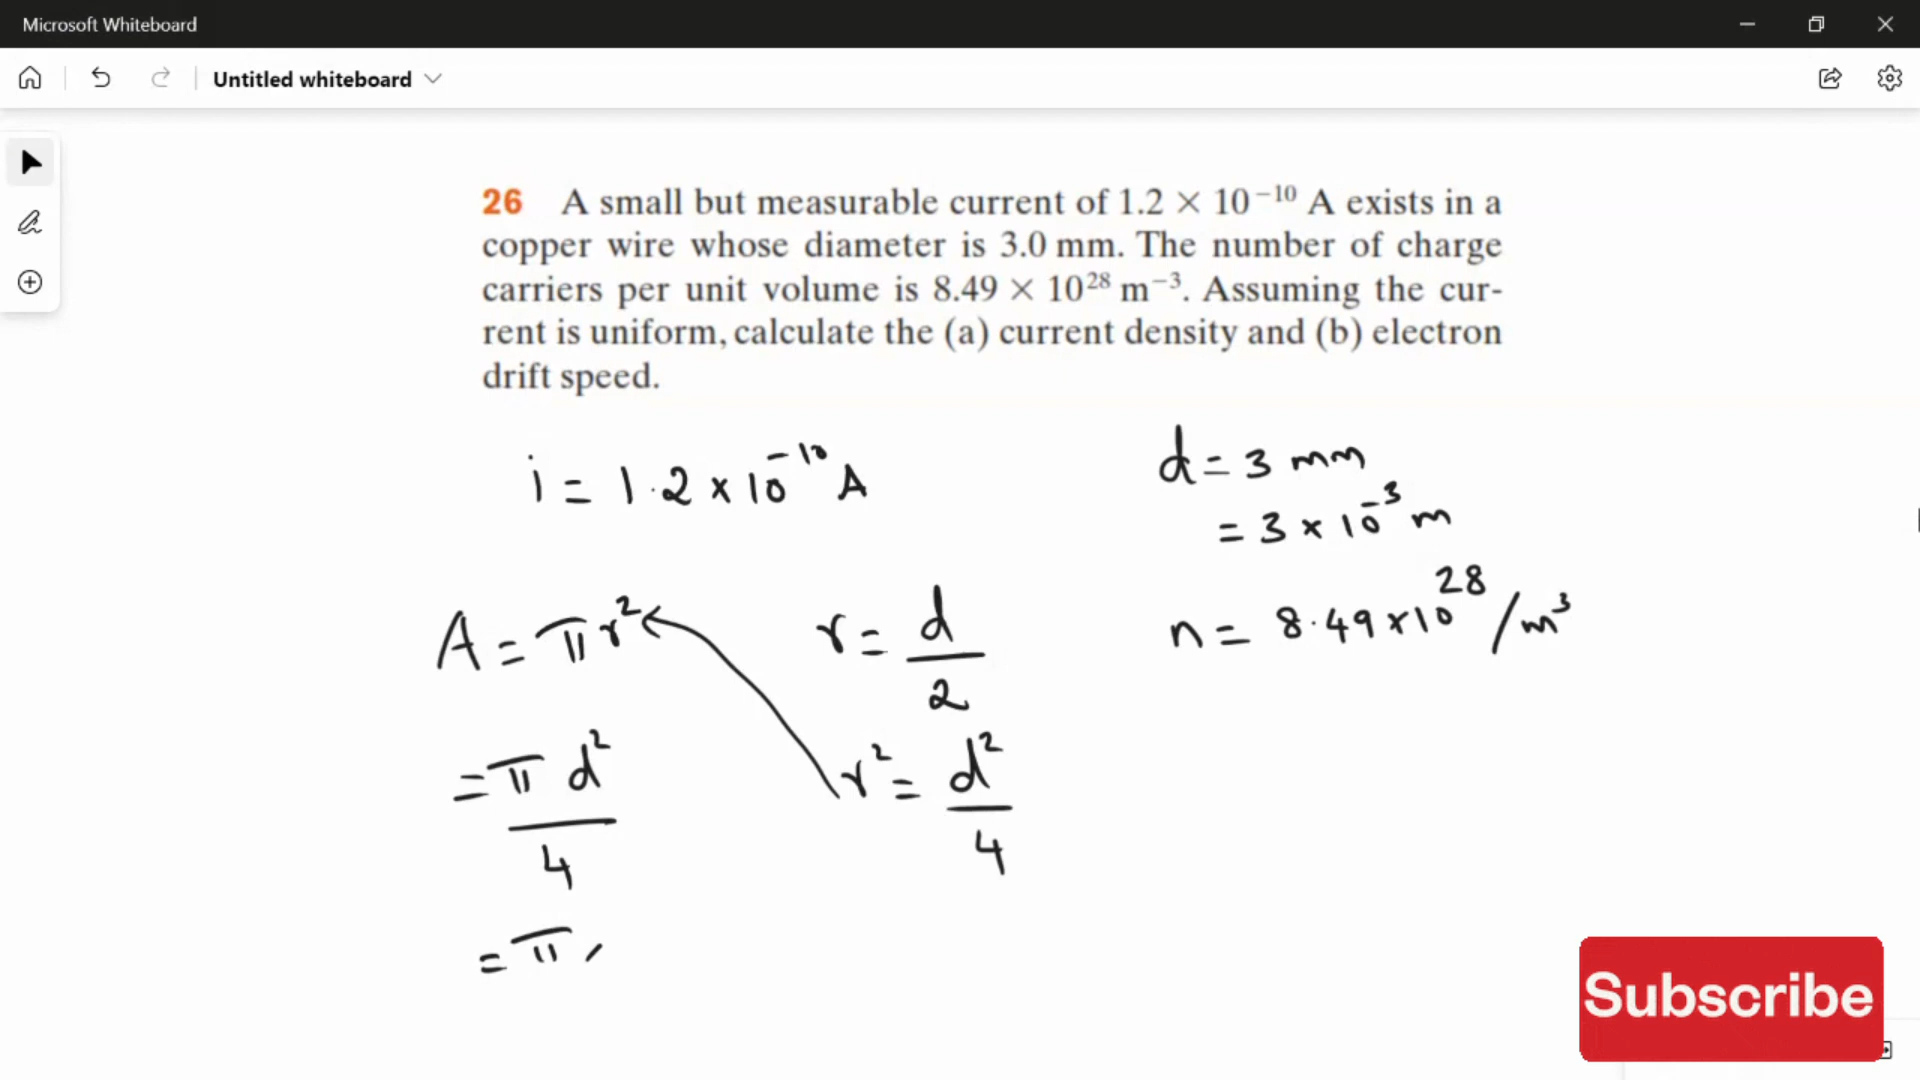 Microsoft Whiteboard
Untitled whiteboard
26 A small but measurable current of 1.2 × 10⁻¹⁰ A exists in a
copper wire whose diameter is 3.0 mm. The number of charge
carriers per unit volume is 8.49 × 10²⁸ m⁻³. Assuming the cur-
rent is uniform, calculate the (a) current density and (b) electron
drift speed.
i = 1.2 × 10⁻¹⁰ A
d = 3 mm
= 3 × 10⁻³ m
n = 8.49 × 10²⁸ / m³
A = π r²
r = d/2
= π d²/4
r² = d²/4
= π
Subscribe